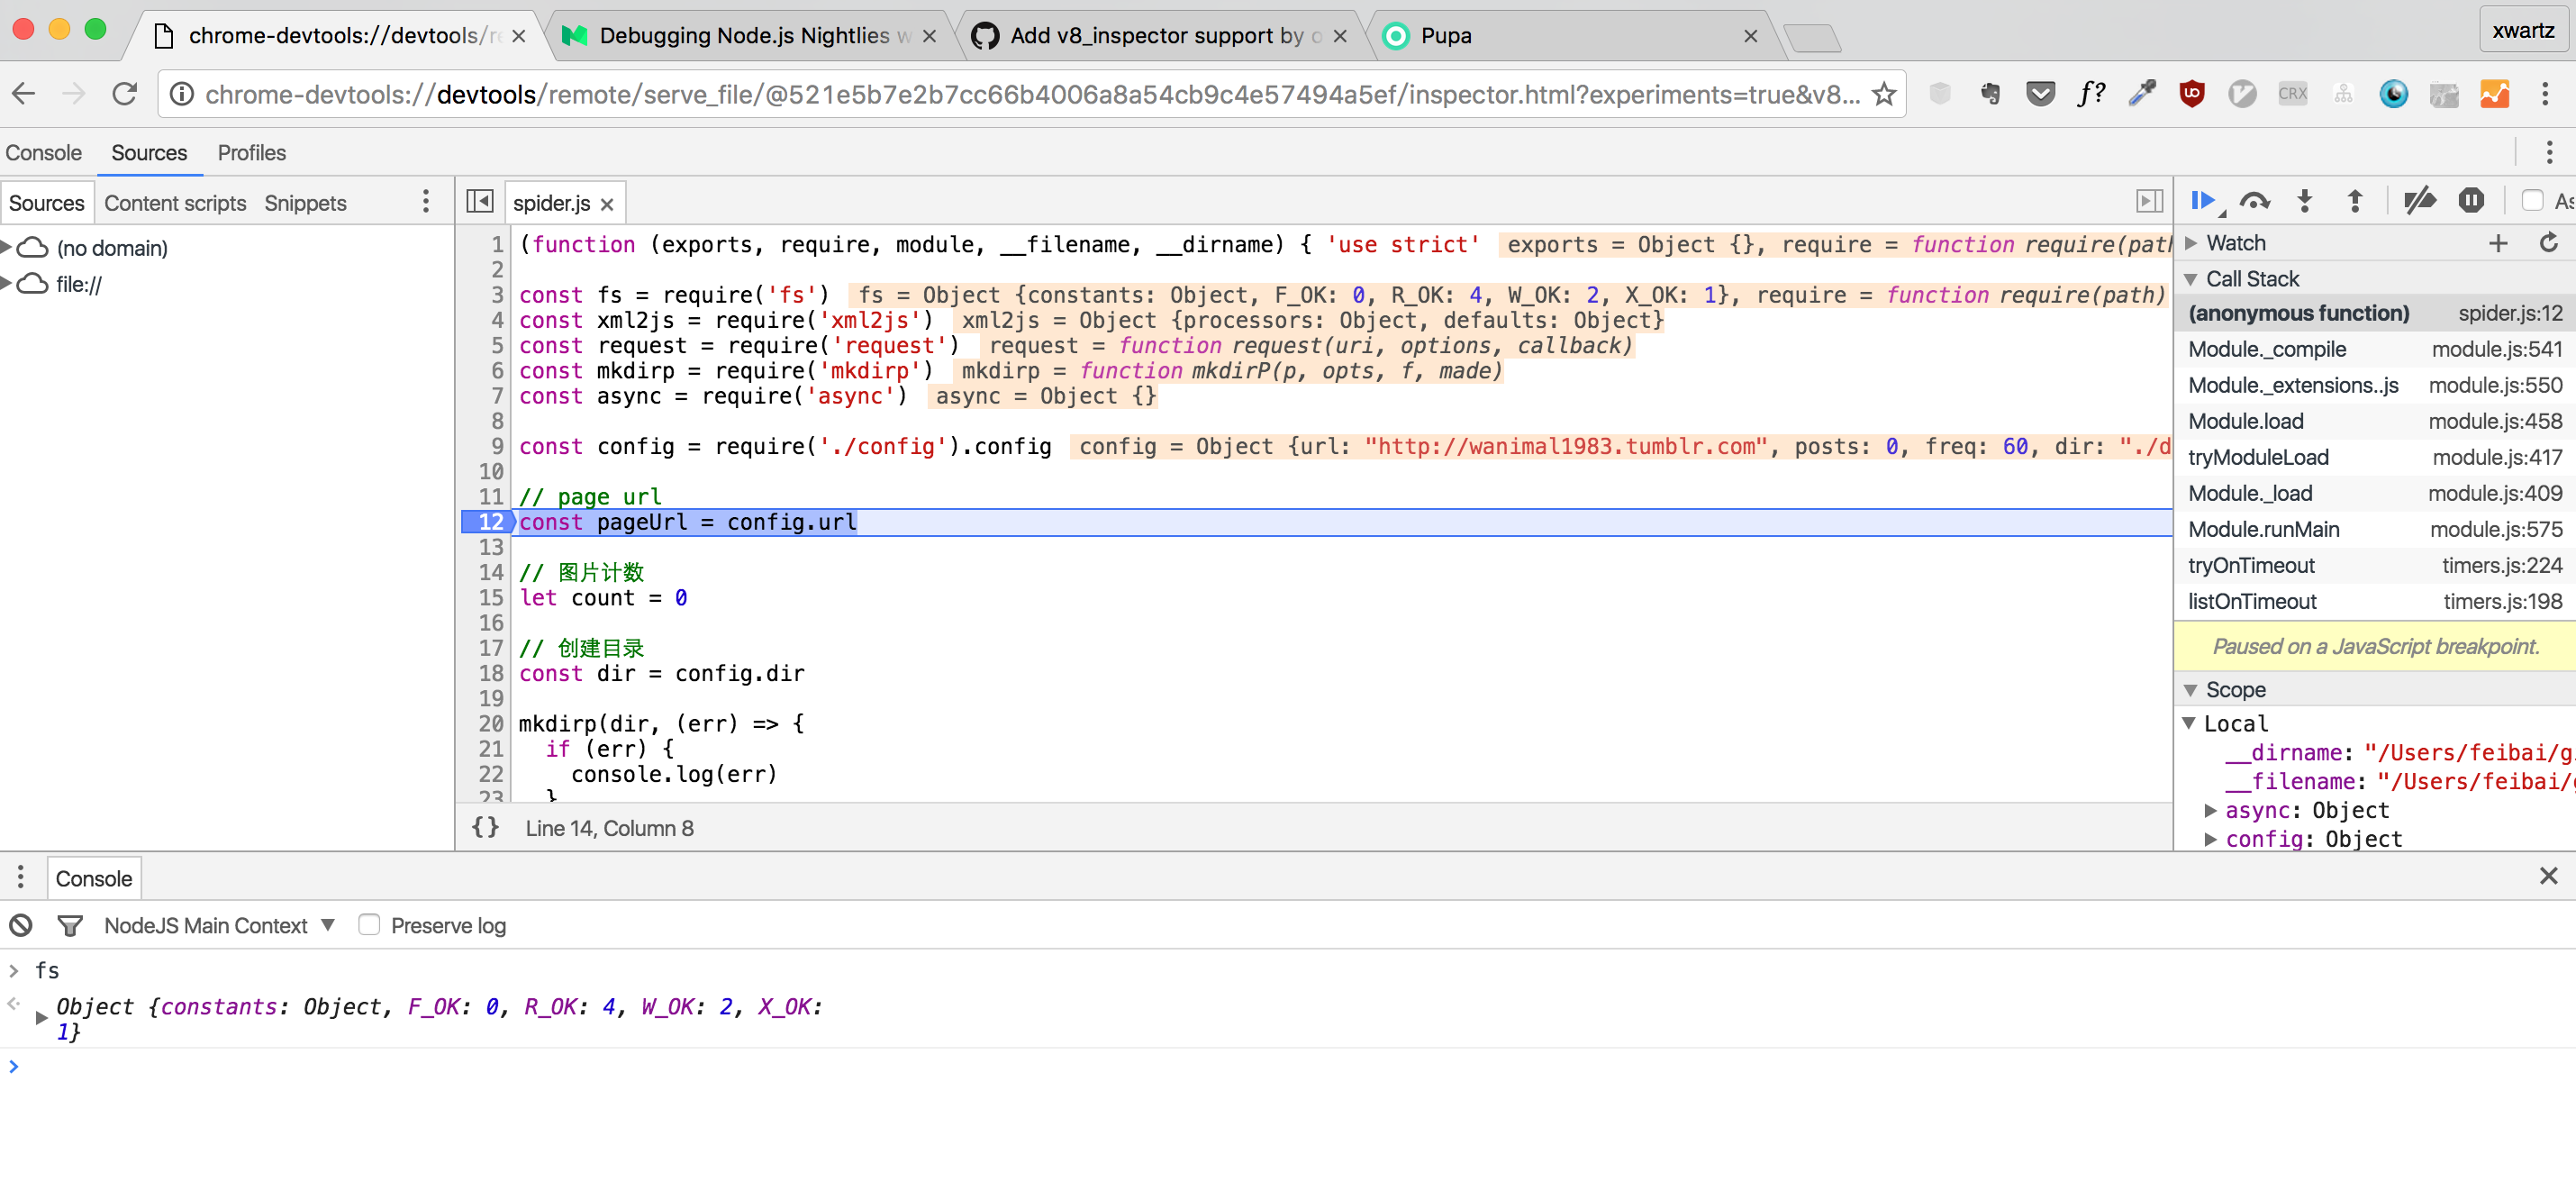 chrome-devtools://devtools/re
Debugging Node.js Nightlies w
Add v8_inspector support by o
Pupa
xwartz
chrome-devtools://devtools/remote/serve_file/@521e5b7e2b7cc66b4006a8a54cb9c4e57494a5ef/inspector.html?experiments=true&v8...
f?
CRX
Console Sources Profiles
Sources Content scripts Snippets
(no domain)
file://
spider.js
1 (function (exports, require, module, __filename, __dirname) { 'use strict' exports = Object {}, require = function require(path
2
3 const fs = require('fs') fs = Object {constants: Object, F_OK: 0, R_OK: 4, W_OK: 2, X_OK: 1}, require = function require(path)
4 const xml2js = require('xml2js') xml2js = Object {processors: Object, defaults: Object}
5 const request = require('request') request = function request(uri, options, callback)
6 const mkdirp = require('mkdirp') mkdirp = function mkdirP(p, opts, f, made)
7 const async = require('async') async = Object {}
8
9 const config = require('./config').config config = Object {url: "http://wanimal1983.tumblr.com", posts: 0, freq: 60, dir: "./d
10
11 // page url
12 const pageUrl = config.url
13
14 // 图片计数
15 let count = 0
16
17 // 创建目录
18 const dir = config.dir
19
20 mkdirp(dir, (err) => {
21 if (err) {
22 console.log(err)
23 }
{} Line 14, Column 8
As
Watch
Call Stack
(anonymous function) spider.js:12
Module._compile module.js:541
Module._extensions..js module.js:550
Module.load module.js:458
tryModuleLoad module.js:417
Module._load module.js:409
Module.runMain module.js:575
tryOnTimeout timers.js:224
listOnTimeout timers.js:198
Paused on a JavaScript breakpoint.
Scope
Local
__dirname: "/Users/feibai/g
__filename: "/Users/feibai/g
async: Object
config: Object
Console
NodeJS Main Context Preserve log
fs
Object {constants: Object, F_OK: 0, R_OK: 4, W_OK: 2, X_OK:
1}